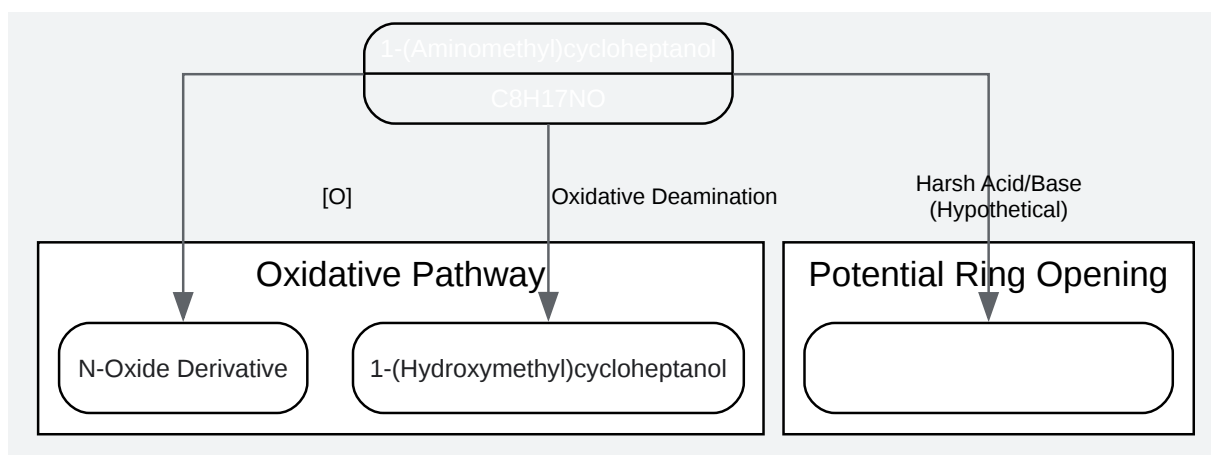 1-(Aminomethyl)cycloheptanol
C8H17NO
[O]
Oxidative Deamination
Harsh Acid/Base
(Hypothetical)
Oxidative Pathway
Potential Ring Opening
N-Oxide Derivative
1-(Hydroxymethyl)cycloheptanol